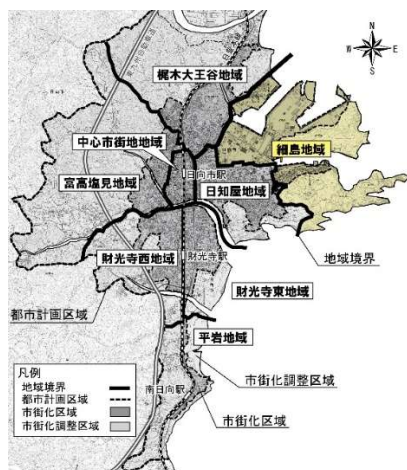 N
W
E
S
梶木大王谷地域
細島地域
中心市街地地域
日向市駅
富高塩見地域
日知屋地域
財光寺西地域
財光寺駅
地域境界
財光寺東地域
都市計画区域
平岩地域
凡例
地域境界
都市計画区域
市街化区域
市街化調整区域
南日向駅
市街化調整区域
市街化区域